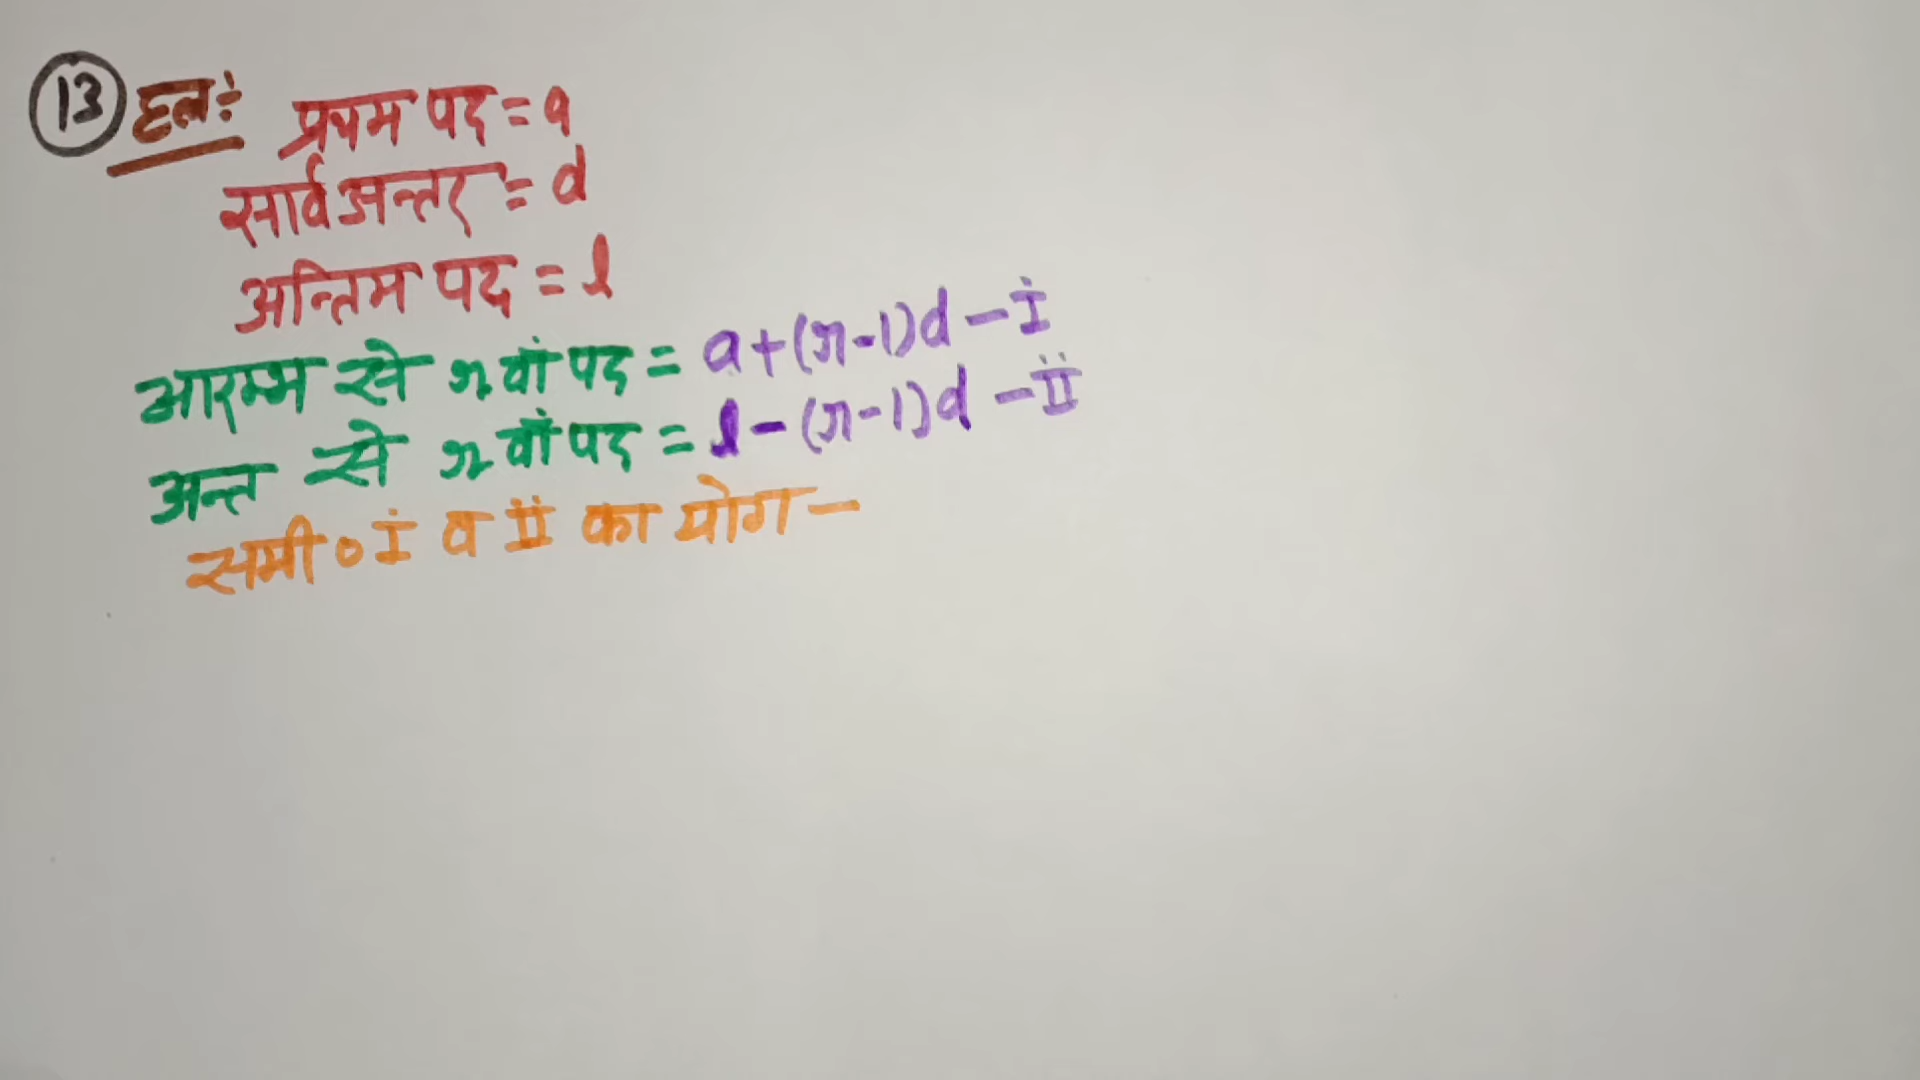 13 हल:
प्रथम पद = a
सार्व अन्तर = d
अन्तिम पद = l
आरम्भ से n वां पद = a+(n-1)d - I
अन्त से n वां पद = l - (n-1)d - II
समी० I व II का योग -